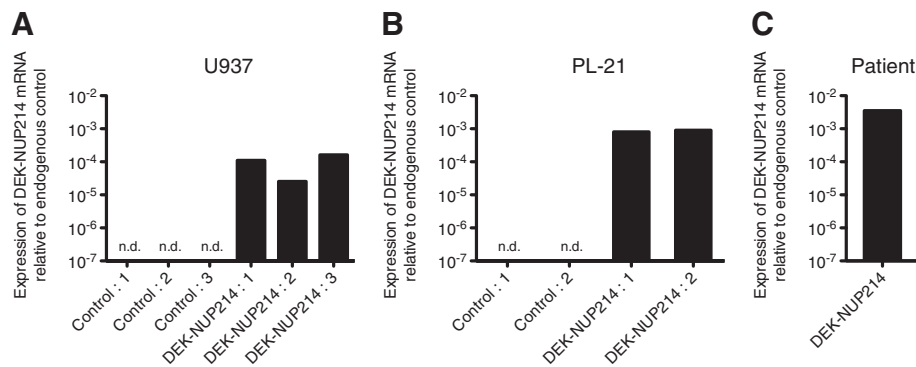 A
U937
Expression of DEK-NUP214 mRNA
relative to endogenous control
10-2
10-3
10-4
10-5
10-6
10-7
n.d.
n.d.
n.d.
Control : 1
Control : 2
Control : 3
DEK-NUP214 : 1
DEK-NUP214 : 2
DEK-NUP214 : 3
B
PL-21
Expression of DEK-NUP214 mRNA
relative to endogenous control
10-2
10-3
10-4
10-5
10-6
10-7
n.d.
n.d.
Control : 1
Control : 2
DEK-NUP214 : 1
DEK-NUP214 : 2
C
Patient
Expression of DEK-NUP214 mRNA
relative to endogenous control
10-2
10-3
10-4
10-5
10-6
10-7
DEK-NUP214